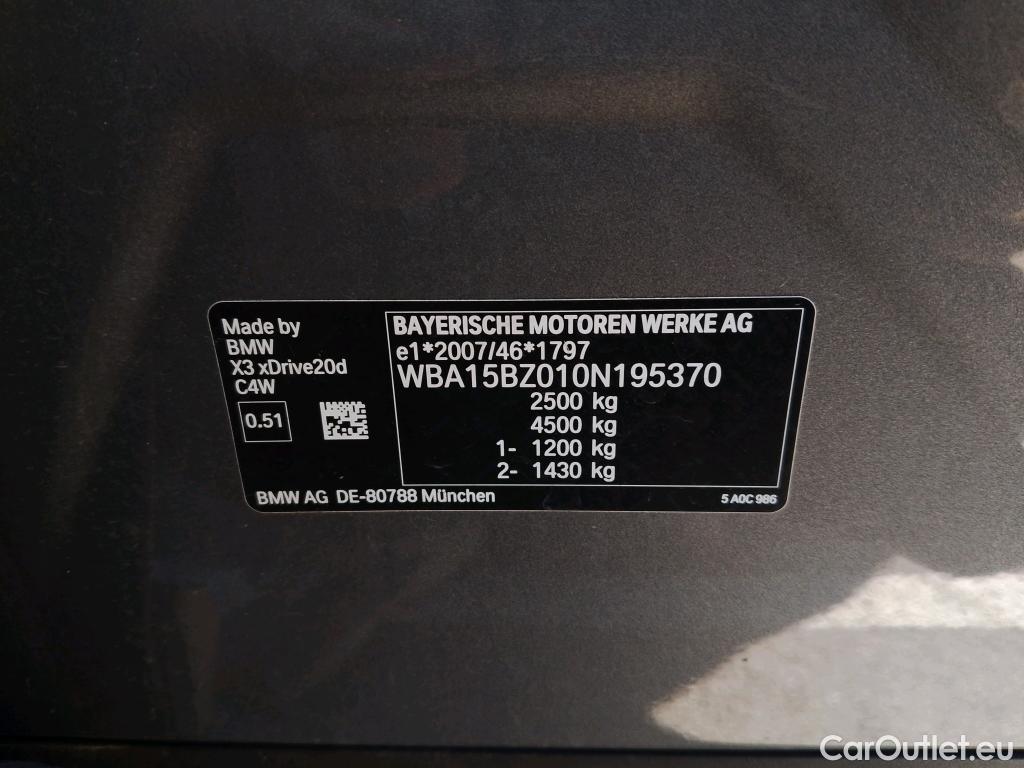 Made by
BMW
X3 xDrive20d
C4W
0.51
BAYERISCHE MOTOREN WERKE AG
e1*2007/46*1797
WBA15BZ010N195370
2500 kg
4500 kg
1- 1200 kg
2- 1430 kg
BMW AG DE-80788 München
5 A0C 986
CarOutlet.eu